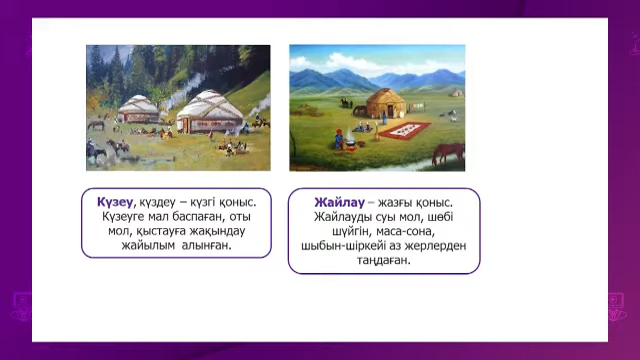 Күзеу, күздеу – күзгі қоныс.
Күзеуге мал баспаған, оты
мол, қыстауға жақындау
жайылым алынған.
Жайлау – жазғы қоныс.
Жайлауды суы мол, шөбі
шүйгін, маса-сона,
шыбын-шіркейі аз жерлерден
таңдаған.